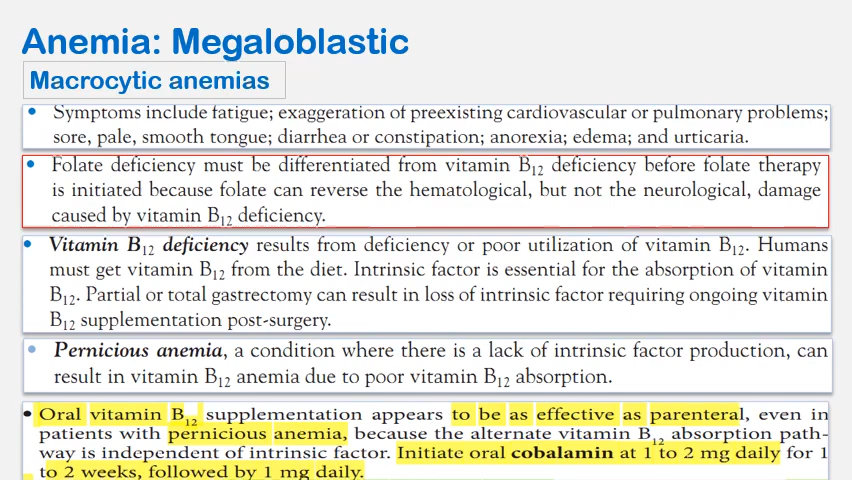 Anemia: Megaloblastic
Macrocytic anemias
• Symptoms include fatigue; exaggeration of preexisting cardiovascular or pulmonary problems;
sore, pale, smooth tongue; diarrhea or constipation; anorexia; edema; and urticaria.
• Folate deficiency must be differentiated from vitamin B12 deficiency before folate therapy
is initiated because folate can reverse the hematological, but not the neurological, damage
caused by vitamin B12 deficiency.
• Vitamin B12 deficiency results from deficiency or poor utilization of vitamin B12. Humans
must get vitamin B12 from the diet. Intrinsic factor is essential for the absorption of vitamin
B12. Partial or total gastrectomy can result in loss of intrinsic factor requiring ongoing vitamin
B12 supplementation post-surgery.
• Pernicious anemia, a condition where there is a lack of intrinsic factor production, can
result in vitamin B12 anemia due to poor vitamin B12 absorption.
• Oral vitamin B12 supplementation appears to be as effective as parenteral, even in
patients with pernicious anemia, because the alternate vitamin B12 absorption path-
way is independent of intrinsic factor. Initiate oral cobalamin at 1 to 2 mg daily for 1
to 2 weeks, followed by 1 mg daily.